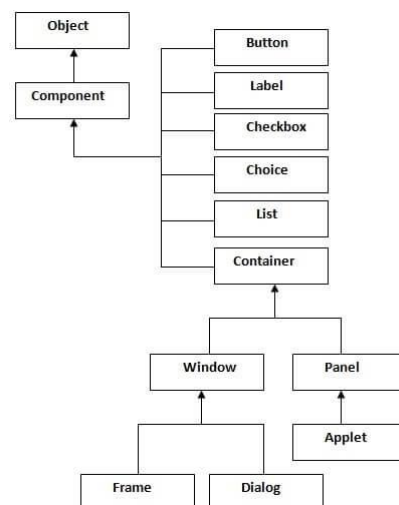 Object
Button
Label
Component
Checkbox
Choice
List
Container
Window
Panel
Applet
Frame
Dialog